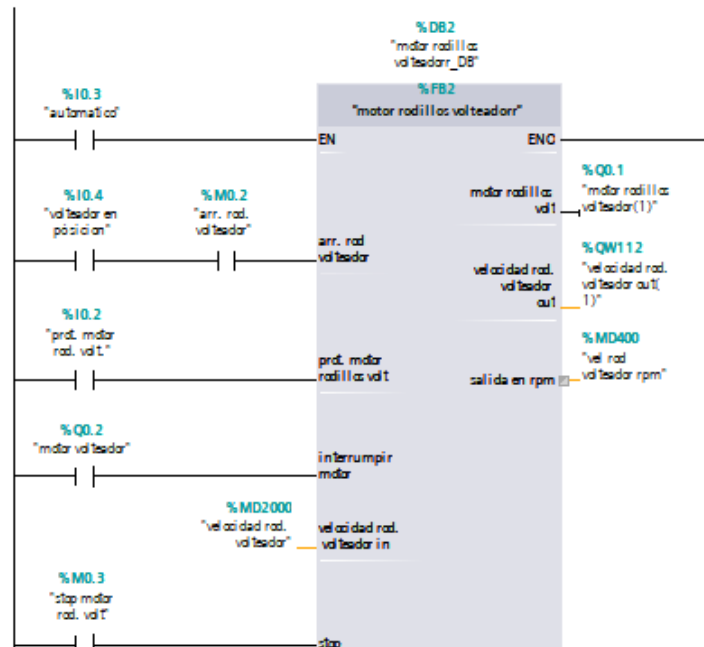 %DB2
"motor rodillos
volteadorr_DB"
%FB2
"motor rodillos volteadorr"
%I0.3
"automatico"
EN
ENO
%I0.4
"volteador en
posicion"
%M0.2
"arr. rod.
volteador"
arr. rod
volteador
motor rodillos
volt
%Q0.1
"motor rodillos
volteador(1)"
velocidad rod.
volteador
out
%QW112
"velocidad rod.
volteador out(
1)"
%I0.2
"prot. motor
rod. volt."
prot. motor
rodillos volt
salida en rpm
%MD400
"vel rod
volteador rpm"
%Q0.2
"motor volteador"
interrumpir
motor
%MD2000
"velocidad rod.
volteador"
velocidad rod.
volteador in
%M0.3
"stop motor
rod. volt"
stop